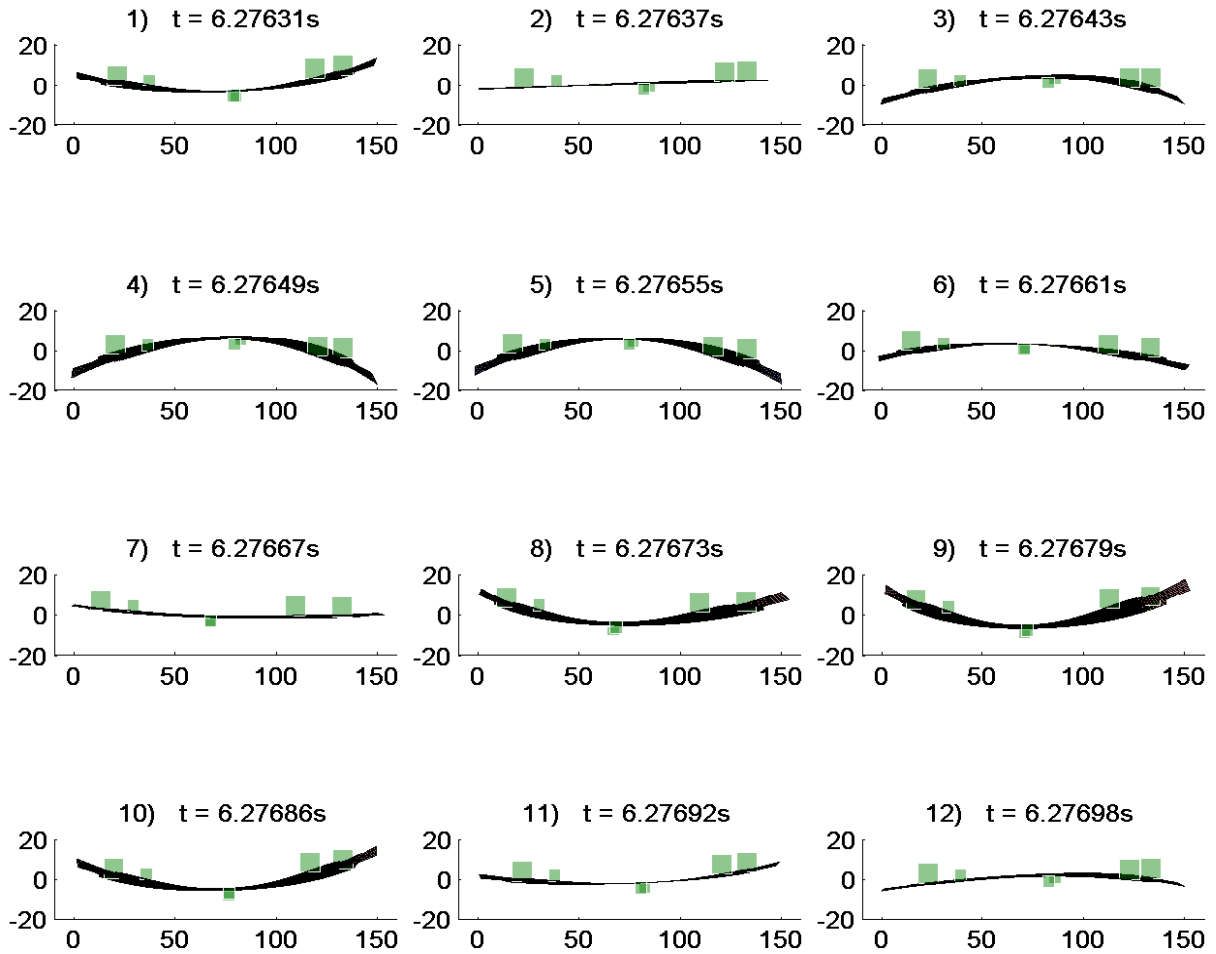 1)   t = 6.27631s
20
0
-20
0 50 100 150
2)   t = 6.27637s
20
0
-20
0 50 100 150
3)   t = 6.27643s
20
0
-20
0 50 100 150
4)   t = 6.27649s
20
0
-20
0 50 100 150
5)   t = 6.27655s
20
0
-20
0 50 100 150
6)   t = 6.27661s
20
0
-20
0 50 100 150
7)   t = 6.27667s
20
0
-20
0 50 100 150
8)   t = 6.27673s
20
0
-20
0 50 100 150
9)   t = 6.27679s
20
0
-20
0 50 100 150
10)   t = 6.27686s
20
0
-20
0 50 100 150
11)   t = 6.27692s
20
0
-20
0 50 100 150
12)   t = 6.27698s
20
0
-20
0 50 100 150